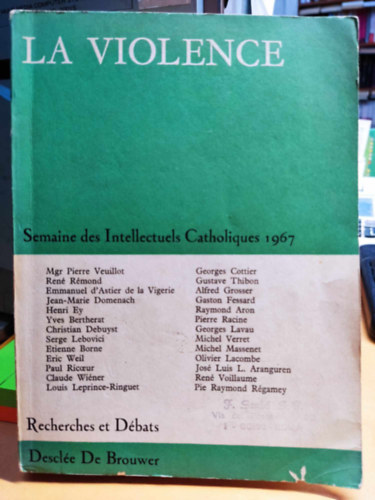 LA VIOLENCE
Semaine des Intellectuels Catholiques 1967
Mgr Pierre Veuillot
René Rémond
Emmanuel d'Astier de la Vigerie
Jean-Marie Domenach
Henri Ey
Yves Bertherat
Christian Debuyst
Serge Lebovici
Etienne Borne
Eric Weil
Paul Ricœur
Claude Wiéner
Louis Leprince-Ringuet
Georges Cottier
Gustave Thibon
Alfred Grosser
Gaston Fessard
Raymond Aron
Pierre Racine
Georges Lavau
Michel Verret
Michel Massenet
Olivier Lacombe
José Luis L. Aranguren
René Voillaume
Pie Raymond Régamey
Recherches et Débats
Desclée De Brouwer